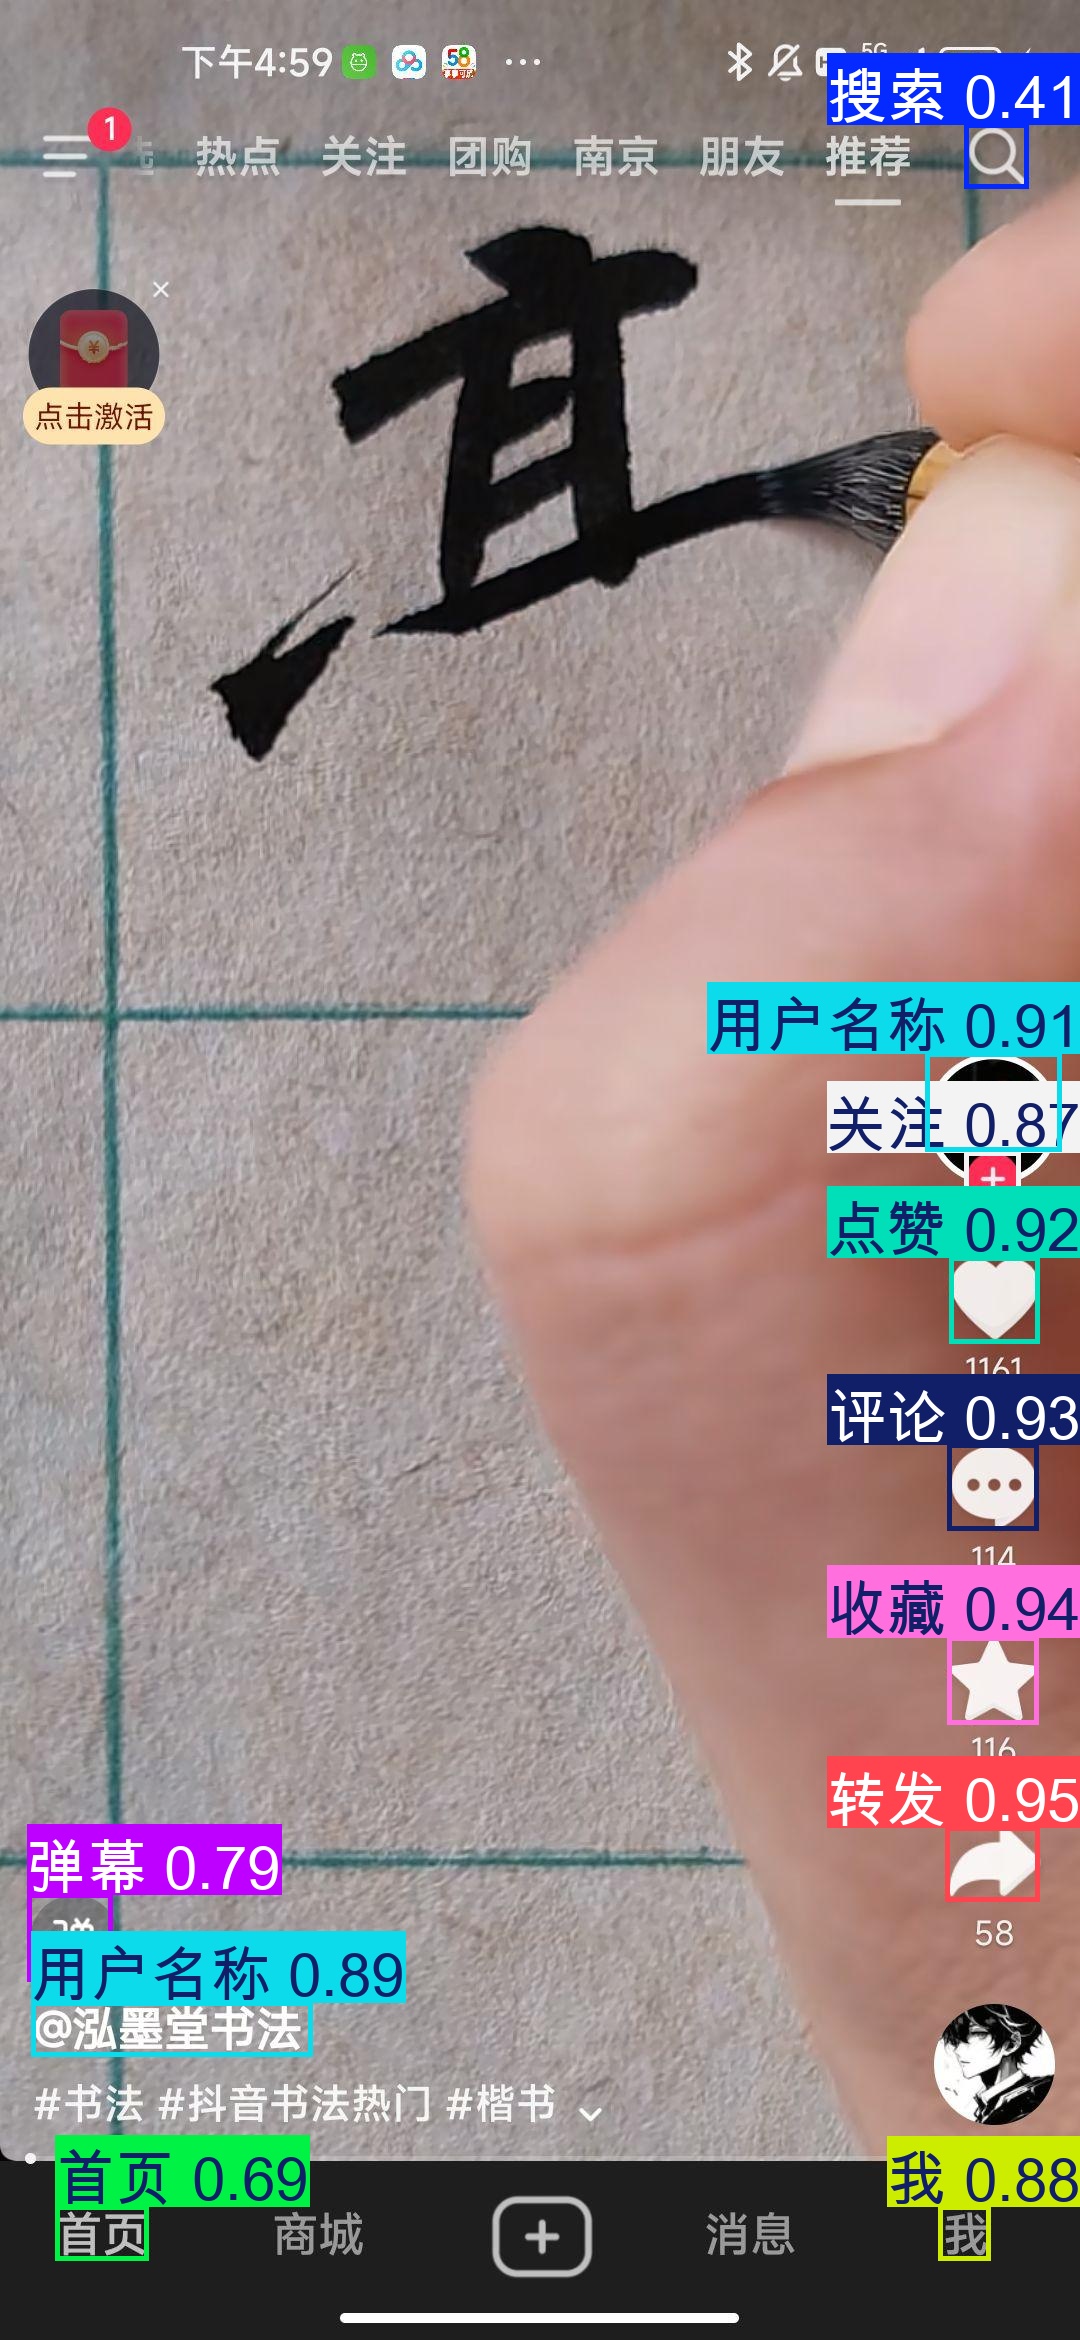 下午4:59
58
5G
搜索 0.41
1
热点 关注 团购 南京 朋友 推荐
点击激活
用户名称 0.91
关注 0.87
点赞 0.92
1161
评论 0.93
114
收藏 0.94
116
转发 0.95
58
弹幕 0.79
弹
用户名称 0.89
@泓墨堂书法
#书法 #抖音书法热门 #楷书
首页 0.69
我 0.88
首页 商城 消息 我